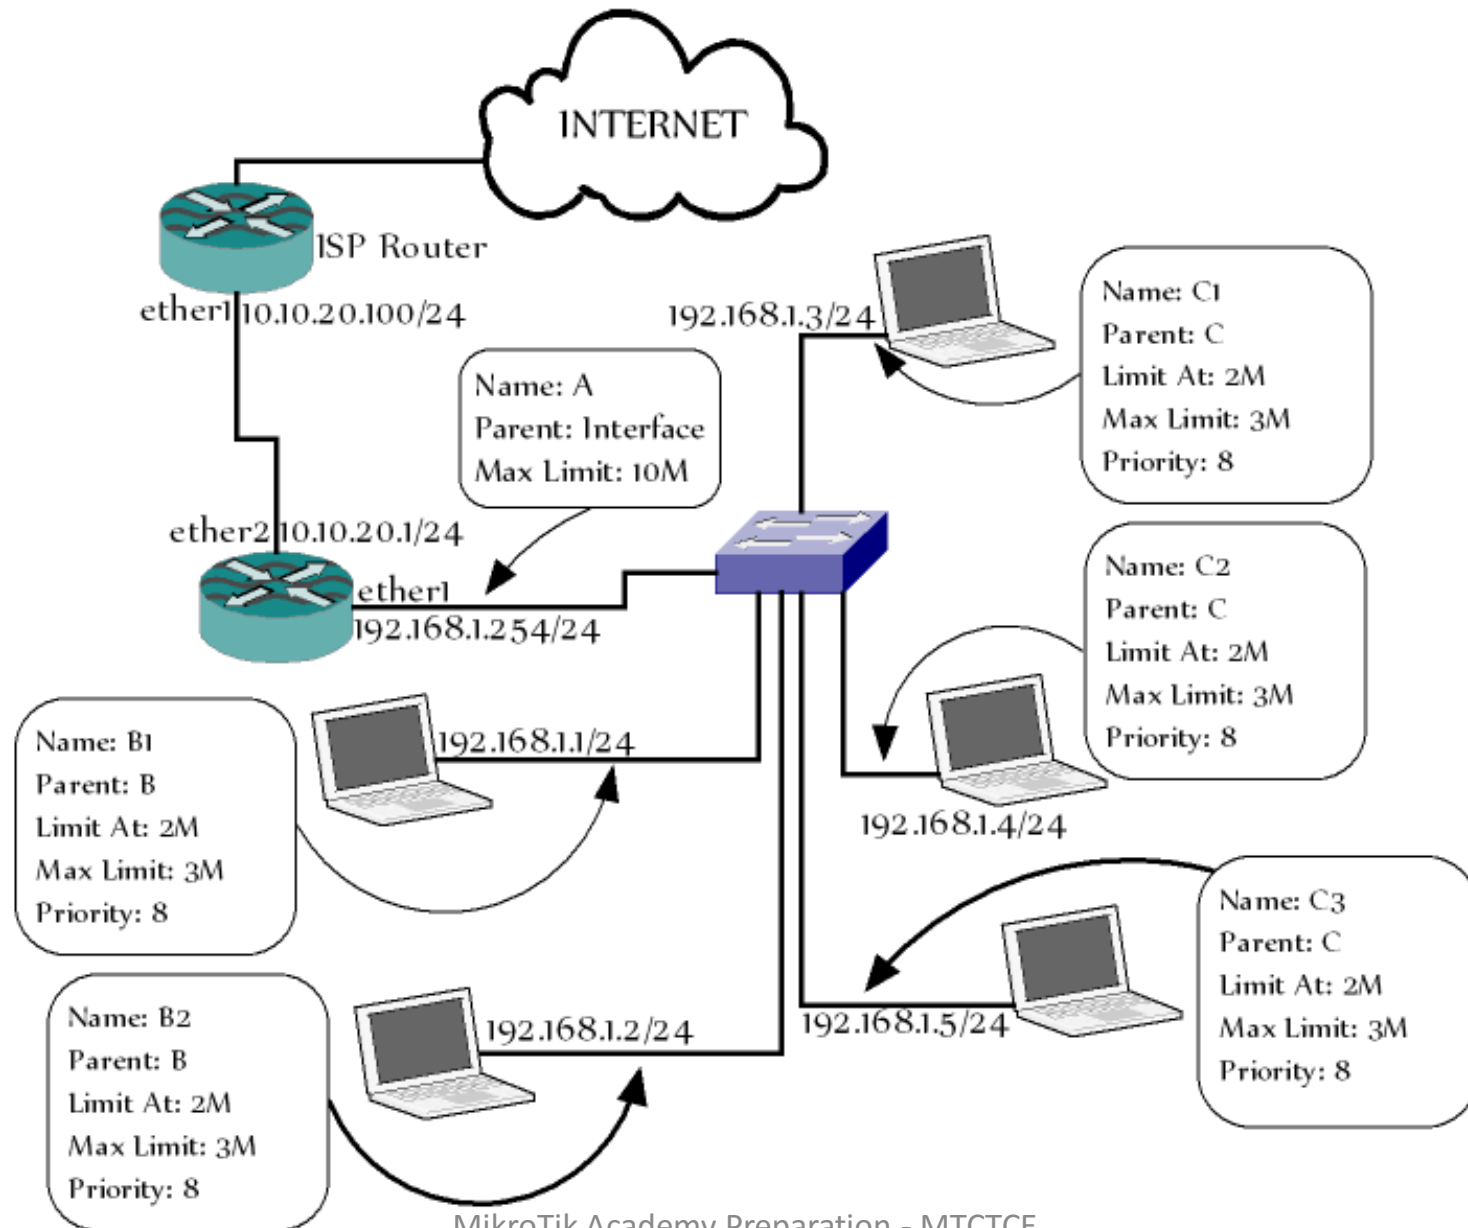 INTERNET
ISP Router
ether1 10.10.20.100/24
192.168.1.3/24
Name: C1
Parent: C
Limit At: 2M
Max Limit: 3M
Priority: 8
Name: A
Parent: Interface
Max Limit: 10M
ether2 10.10.20.1/24
ether1
192.168.1.254/24
Name: C2
Parent: C
Limit At: 2M
Max Limit: 3M
Priority: 8
192.168.1.4/24
Name: B1
Parent: B
Limit At: 2M
Max Limit: 3M
Priority: 8
192.168.1.1/24
Name: C3
Parent: C
Limit At: 2M
Max Limit: 3M
Priority: 8
192.168.1.5/24
Name: B2
Parent: B
Limit At: 2M
Max Limit: 3M
Priority: 8
192.168.1.2/24
MikroTik Academy Preparation - MTCTCE